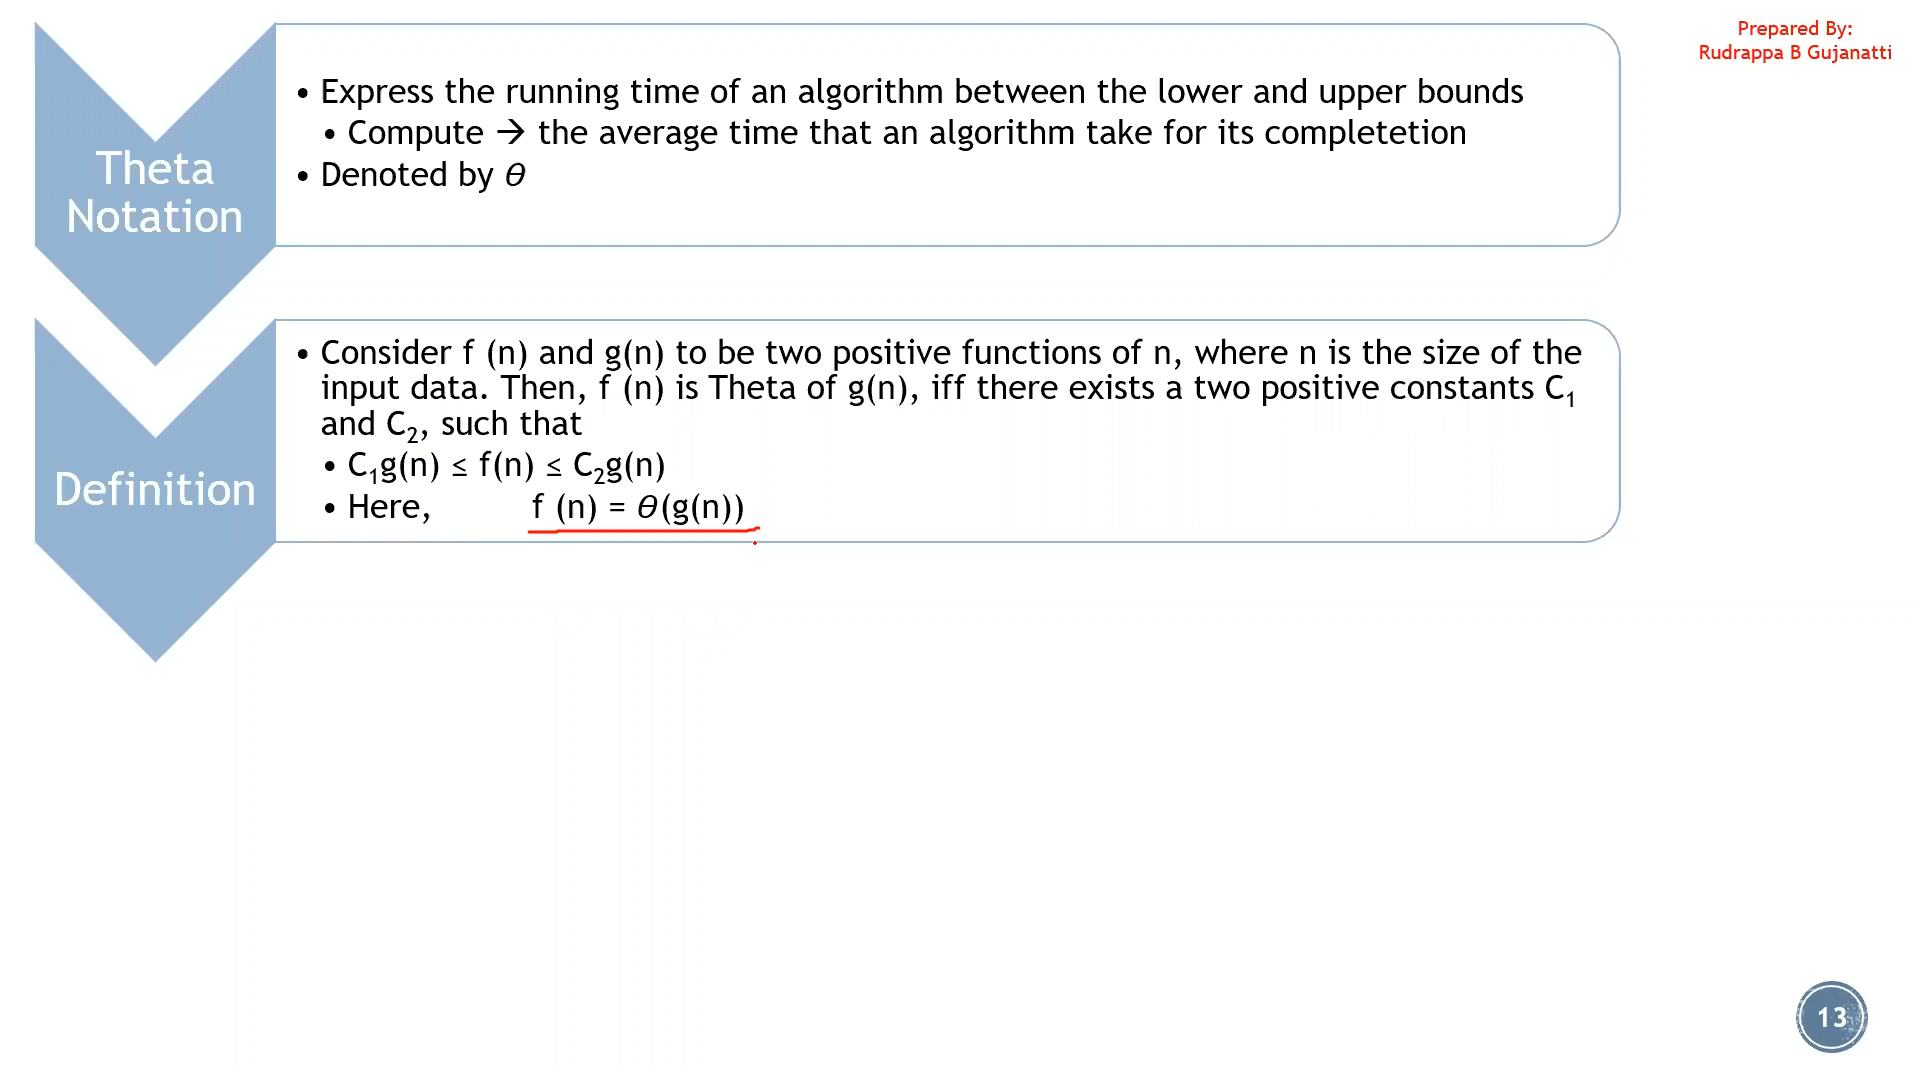 Prepared By:
Rudrappa B Gujanatti
Theta
Notation
• Express the running time of an algorithm between the lower and upper bounds
• Compute → the average time that an algorithm take for its completetion
• Denoted by θ
Definition
• Consider f (n) and g(n) to be two positive functions of n, where n is the size of the
input data. Then, f (n) is Theta of g(n), iff there exists a two positive constants C₁
and C₂, such that
• C₁g(n) ≤ f(n) ≤ C₂g(n)
• Here, f (n) = θ(g(n))
13